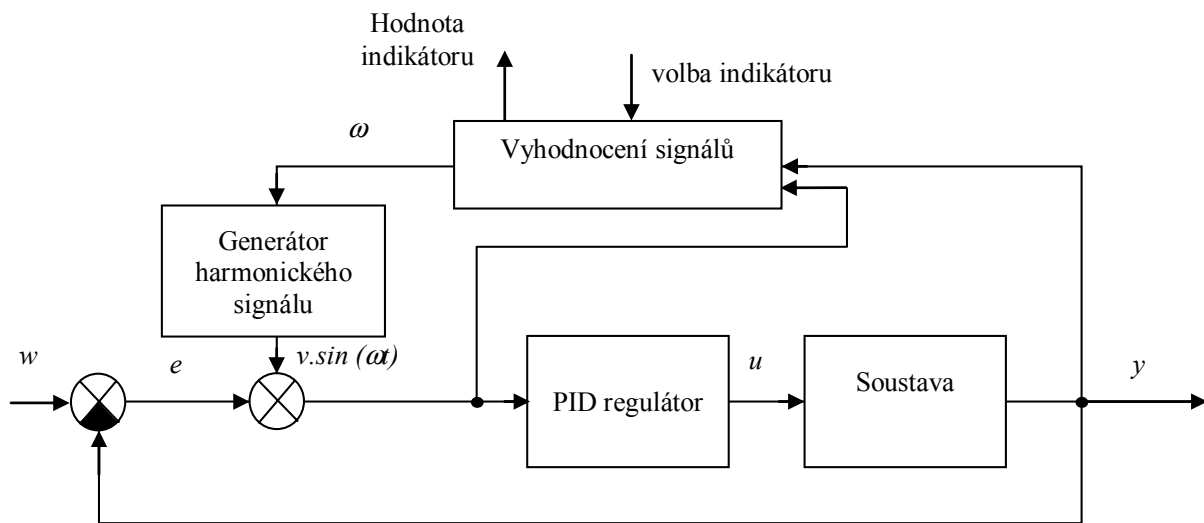 Hodnota
indikátoru
volba indikátoru
ω
Vyhodnocení signálů
Generátor
harmonického
signálu
w
e
v.sin (ωt)
PID regulátor
u
Soustava
y